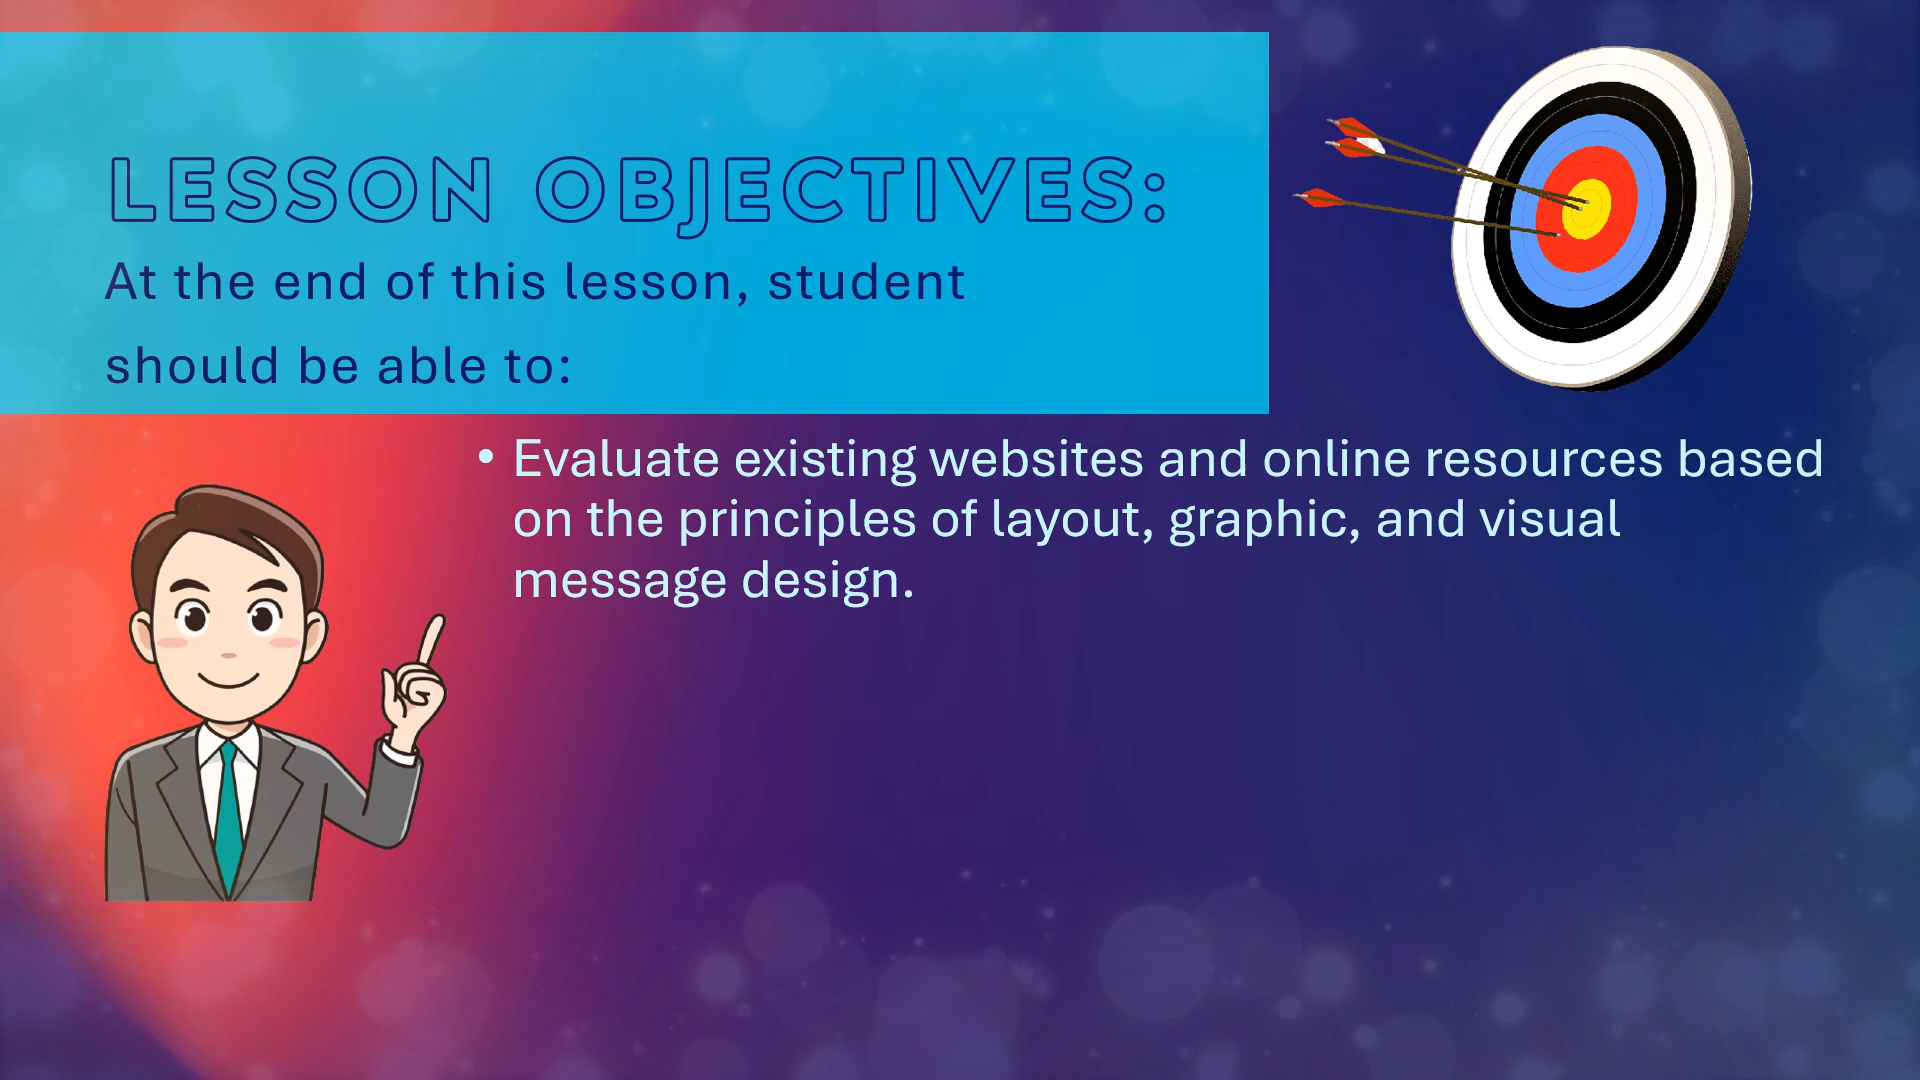 LESSON OBJECTIVES:
At the end of this lesson, student
should be able to:
• Evaluate existing websites and online resources based
on the principles of layout, graphic, and visual
message design.